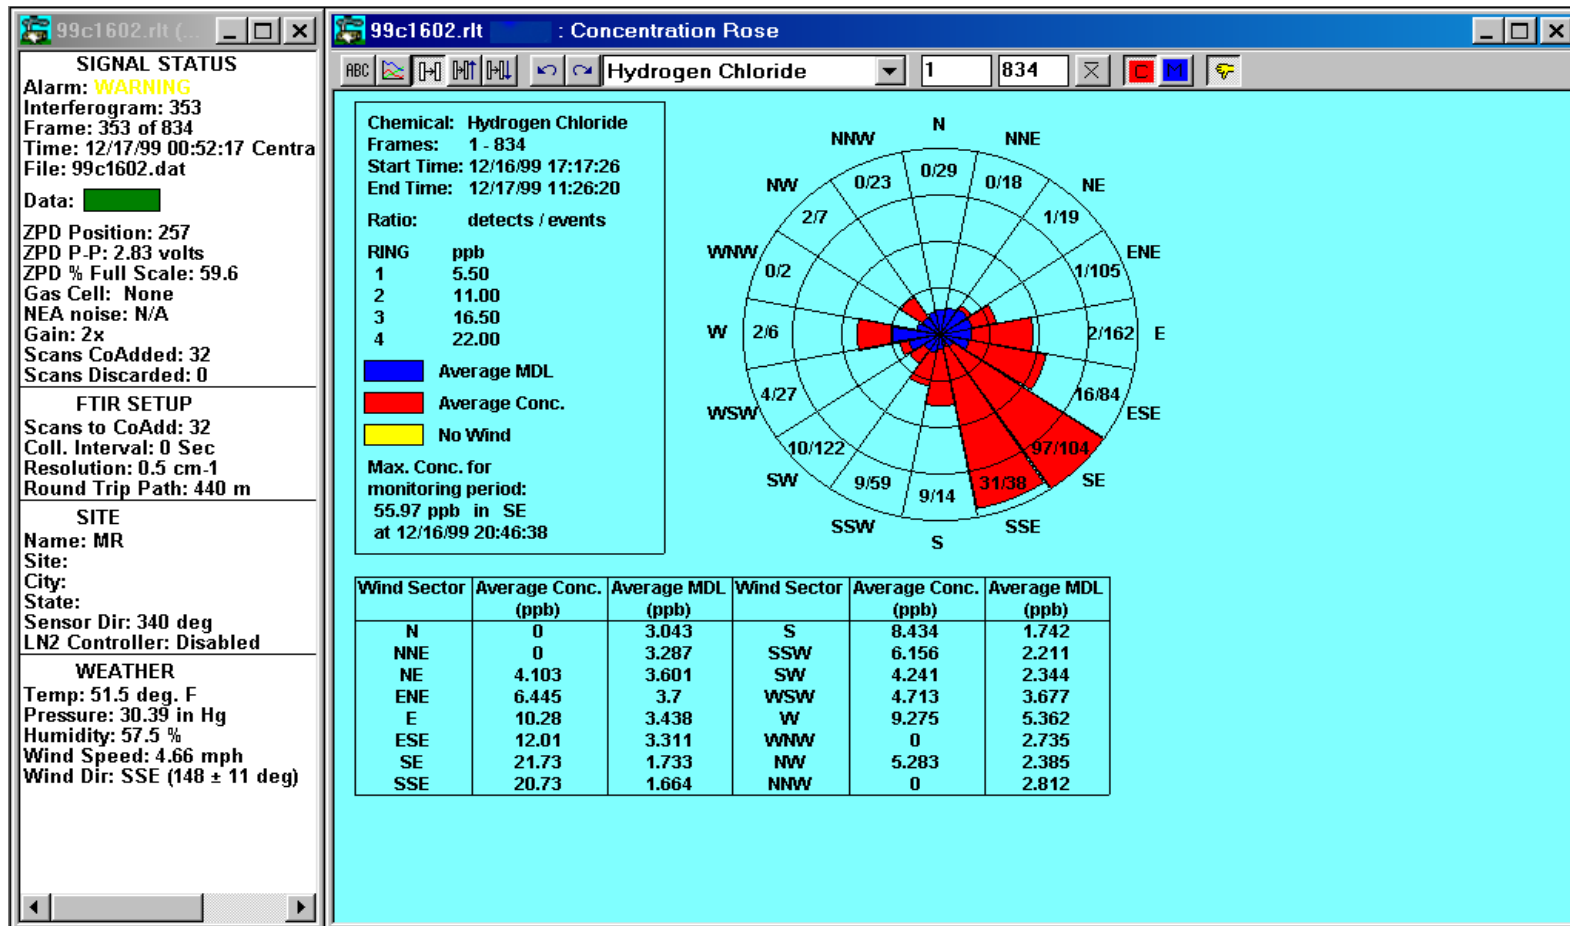 99c1602.rlt (...
SIGNAL STATUS
Alarm: WARNING
Interferogram: 353
Frame: 353 of 834
Time: 12/17/99 00:52:17 Centra
File: 99c1602.dat
Data:
ZPD Position: 257
ZPD P-P: 2.83 volts
ZPD % Full Scale: 59.6
Gas Cell: None
NEA noise: N/A
Gain: 2x
Scans CoAdded: 32
Scans Discarded: 0
FTIR SETUP
Scans to CoAdd: 32
Coll. Interval: 0 Sec
Resolution: 0.5 cm-1
Round Trip Path: 440 m
SITE
Name: MR
Site:
City:
State:
Sensor Dir: 340 deg
LN2 Controller: Disabled
WEATHER
Temp: 51.5 deg. F
Pressure: 30.39 in Hg
Humidity: 57.5 %
Wind Speed: 4.66 mph
Wind Dir: SSE (148 ± 11 deg)
99c1602.rlt : Concentration Rose
ABC Hydrogen Chloride 1 834 X C M
Chemical: Hydrogen Chloride
Frames: 1 - 834
Start Time: 12/16/99 17:17:26
End Time: 12/17/99 11:26:20
Ratio: detects / events
RING ppb
1 5.50
2 11.00
3 16.50
4 22.00
Average MDL
Average Conc.
No Wind
Max. Conc. for
monitoring period:
55.97 ppb in SE
at 12/16/99 20:46:38
N
NNW NNE
NW NE
WNW ENE
W E
WSW ESE
SW SE
SSW SSE
S
0/29
0/23 0/18
2/7 1/19
0/2 1/105
2/6 2/162
4/27 16/84
10/122 97/104
9/59 31/38
9/14
Wind Sector Average Conc. Average MDL Wind Sector Average Conc. Average MDL
(ppb) (ppb) (ppb) (ppb)
N 0 3.043 S 8.434 1.742
NNE 0 3.287 SSW 6.156 2.211
NE 4.103 3.601 SW 4.241 2.344
ENE 6.445 3.7 WSW 4.713 3.677
E 10.28 3.438 W 9.275 5.362
ESE 12.01 3.311 WNW 0 2.735
SE 21.73 1.733 NW 5.283 2.385
SSE 20.73 1.664 NNW 0 2.812